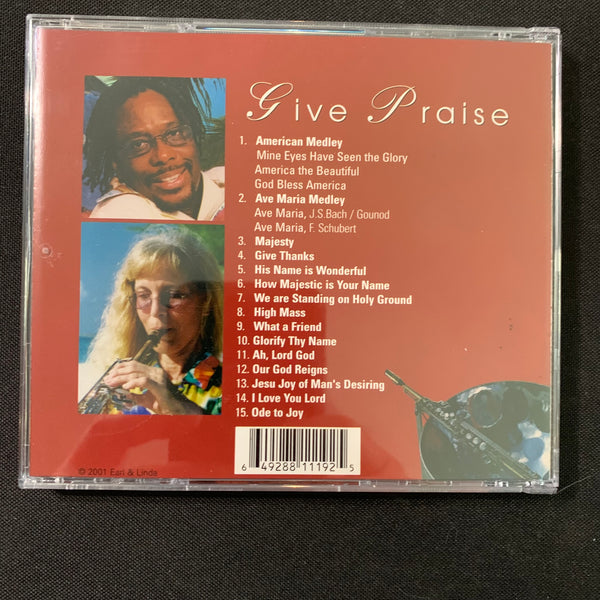 Give Praise
1. American Medley
Mine Eyes Have Seen the Glory
America the Beautiful
God Bless America
2. Ave Maria Medley
Ave Maria, J.S.Bach / Gounod
Ave Maria, F. Schubert
3. Majesty
4. Give Thanks
5. His Name is Wonderful
6. How Majestic is Your Name
7. We are Standing on Holy Ground
8. High Mass
9. What a Friend
10. Glorify Thy Name
11. Ah, Lord God
12. Our God Reigns
13. Jesu Joy of Man's Desiring
14. I Love You Lord
15. Ode to Joy
6 49288 11192 5
© 2001 Earl & Linda